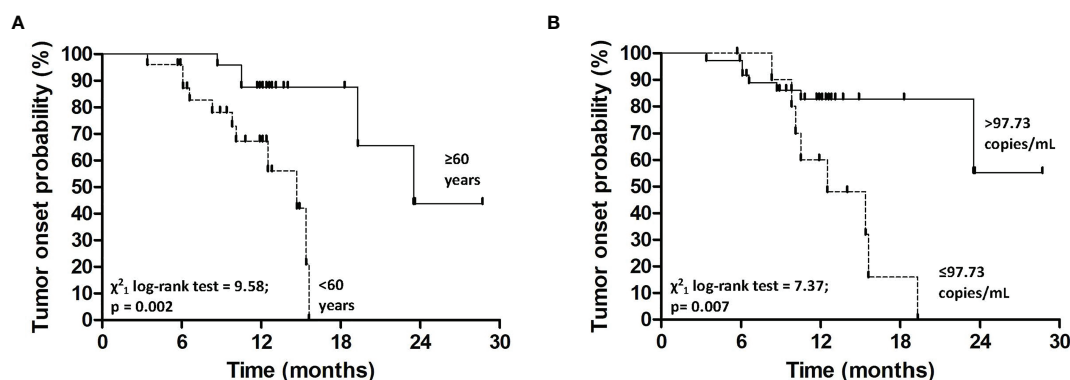 A
Tumor onset probability (%)
100
90
80
70
60
50
40
30
20
10
0
≥60
years
<60
years
χ²₁ log-rank test = 9.58;
p = 0.002
0 6 12 18 24 30
Time (months)
B
Tumor onset probability (%)
100
90
80
70
60
50
40
30
20
10
0
>97.73
copies/mL
≤97.73
copies/mL
χ²₁ log-rank test = 7.37;
p= 0.007
0 6 12 18 24 30
Time (months)